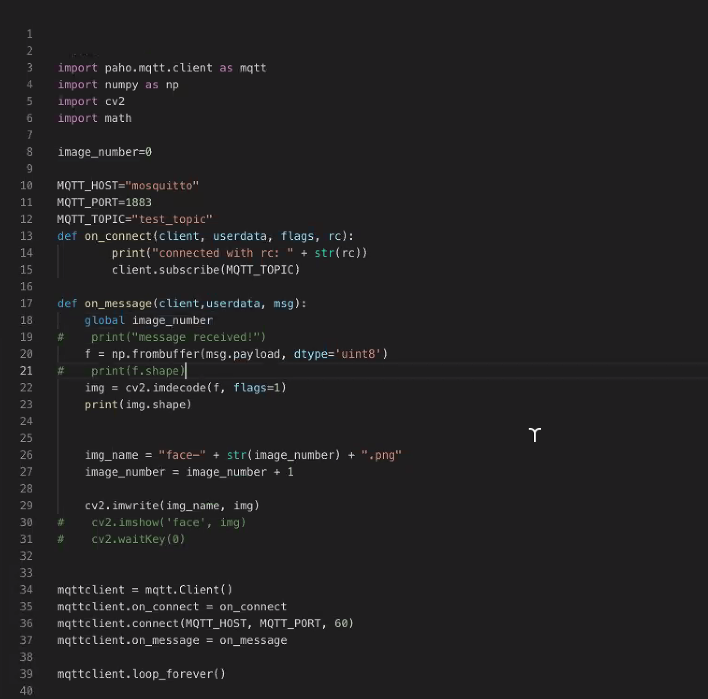 1
2
3 import paho.mqtt.client as mqtt
4 import numpy as np
5 import cv2
6 import math
7
8 image_number=0
9
10 MQTT_HOST="mosquitto"
11 MQTT_PORT=1883
12 MQTT_TOPIC="test_topic"
13 def on_connect(client, userdata, flags, rc):
14         print("connected with rc: " + str(rc))
15         client.subscribe(MQTT_TOPIC)
16
17 def on_message(client,userdata, msg):
18     global image_number
19 #    print("message received!")
20     f = np.frombuffer(msg.payload, dtype='uint8')
21 #    print(f.shape)
22     img = cv2.imdecode(f, flags=1)
23     print(img.shape)
24
25
26     img_name = "face-" + str(image_number) + ".png"
27     image_number = image_number + 1
28
29     cv2.imwrite(img_name, img)
30 #    cv2.imshow('face', img)
31 #    cv2.waitKey(0)
32
33
34 mqttclient = mqtt.Client()
35 mqttclient.on_connect = on_connect
36 mqttclient.connect(MQTT_HOST, MQTT_PORT, 60)
37 mqttclient.on_message = on_message
38
39 mqttclient.loop_forever()
40